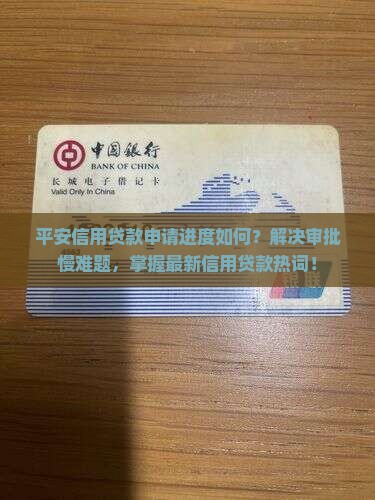 中国银行
BANK OF CHINA
长城电子借记卡
Valid Only In China
平安信用贷款申请进度如何？解决审批
慢难题，掌握最新信用贷款热词！